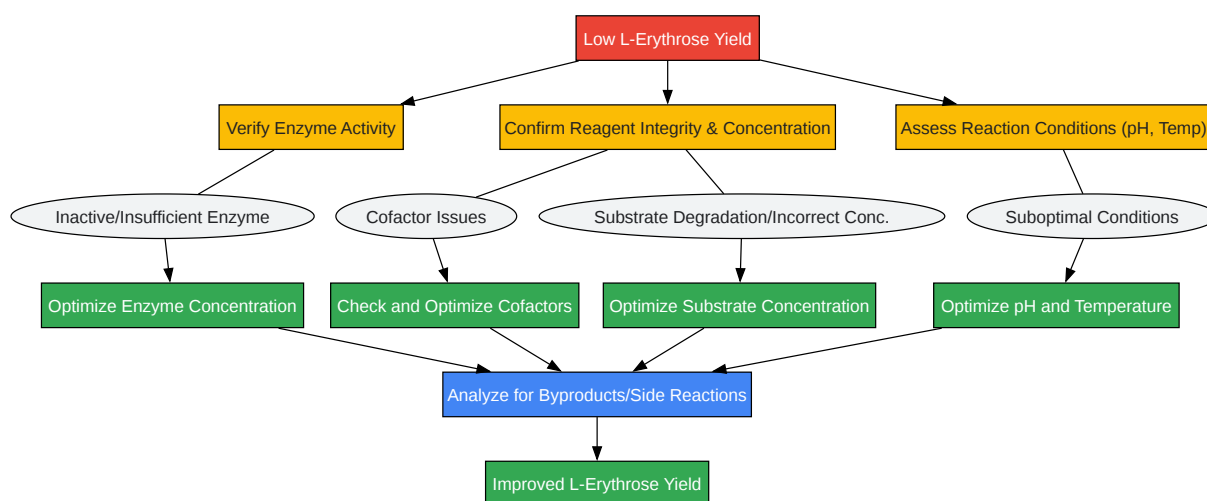 Low L-Erythrose Yield
Verify Enzyme Activity
Confirm Reagent Integrity & Concentration
Assess Reaction Conditions (pH, Temp)
Inactive/Insufficient Enzyme
Cofactor Issues
Substrate Degradation/Incorrect Conc.
Suboptimal Conditions
Optimize Enzyme Concentration
Check and Optimize Cofactors
Optimize Substrate Concentration
Optimize pH and Temperature
Analyze for Byproducts/Side Reactions
Improved L-Erythrose Yield